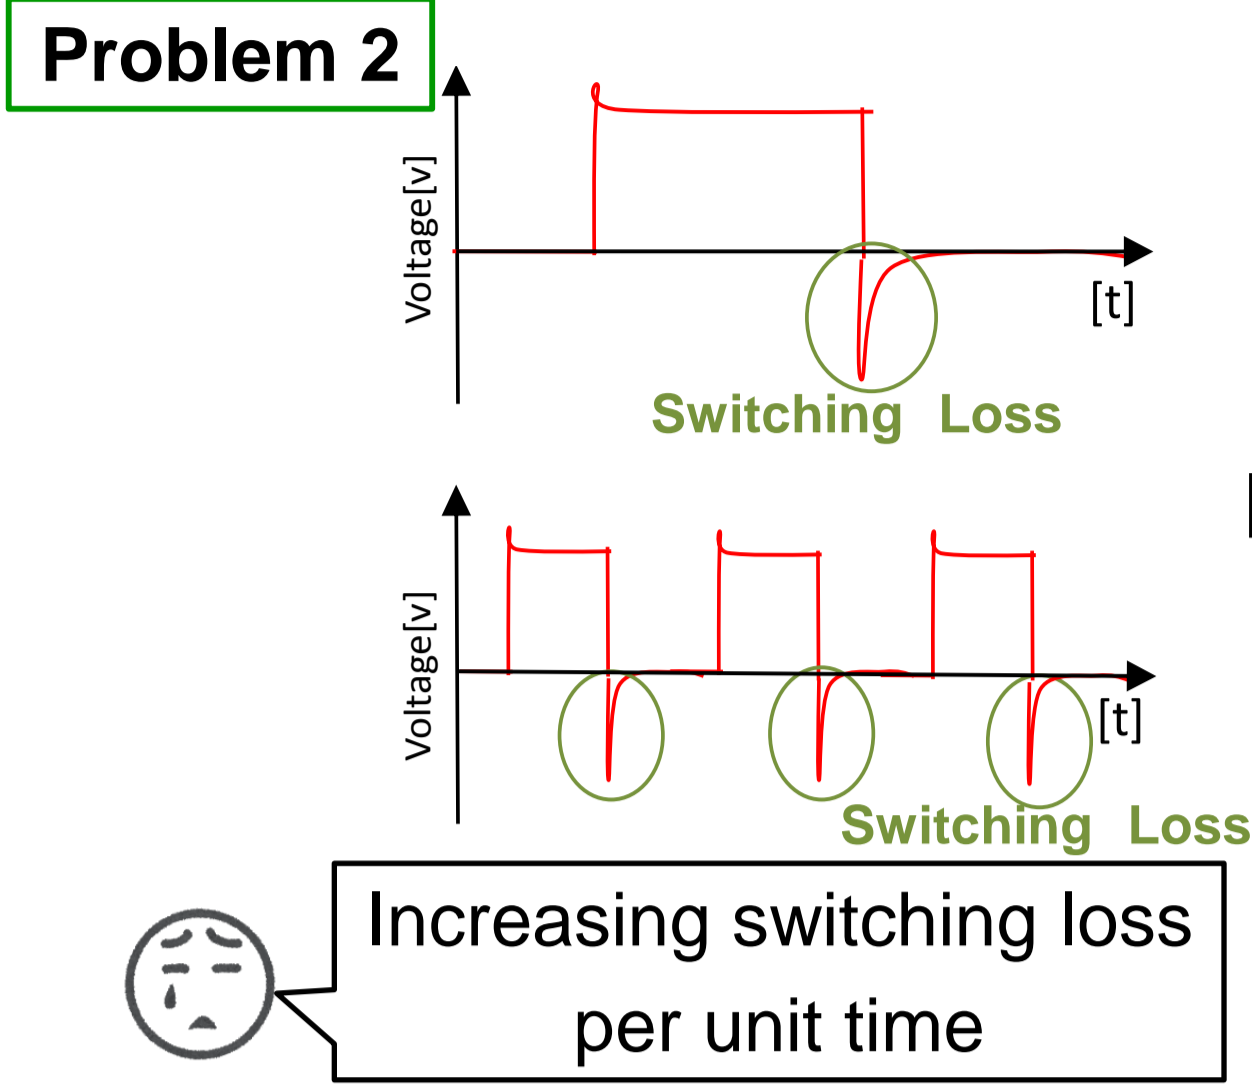 Problem 2
Voltage[v]
[t]
Switching Loss
Voltage[v]
[t]
Switching Loss
Increasing switching loss
per unit time